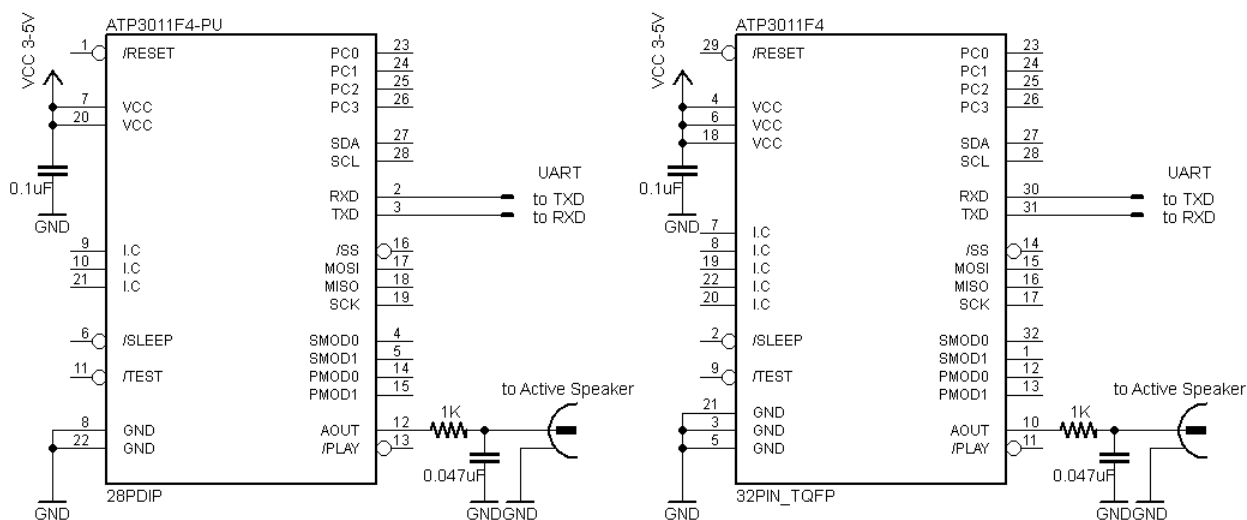 ATP3011F4-PU
VCC 3-5V
1 /RESET
7 VCC
20 VCC
0.1uF
GND
9 I.C
10 I.C
21 I.C
6 /SLEEP
11 /TEST
8 GND
22 GND
GND
28PDIP
PC0 23
PC1 24
PC2 25
PC3 26
SDA 27
SCL 28
UART
RXD 2 to TXD
TXD 3 to RXD
/SS 16
MOSI 17
MISO 18
SCK 19
SMOD0 4
SMOD1 5
PMOD0 14
PMOD1 15
to Active Speaker
AOUT 12 1K
/PLAY 13
0.047uF
GND GND
ATP3011F4
VCC 3-5V
29 /RESET
4 VCC
6 VCC
18 VCC
0.1uF
GND
7 I.C
8 I.C
19 I.C
22 I.C
20 I.C
2 /SLEEP
9 /TEST
21 GND
3 GND
5 GND
GND
32PIN_TQFP
PC0 23
PC1 24
PC2 25
PC3 26
SDA 27
SCL 28
UART
RXD 30 to TXD
TXD 31 to RXD
/SS 14
MOSI 15
MISO 16
SCK 17
SMOD0 32
SMOD1 1
PMOD0 12
PMOD1 13
to Active Speaker
AOUT 10 1K
/PLAY 11
0.047uF
GND GND